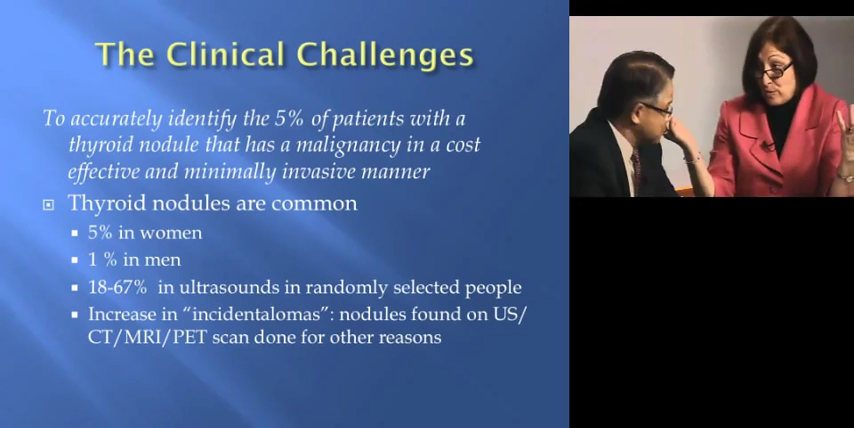 The Clinical Challenges
To accurately identify the 5% of patients with a
thyroid nodule that has a malignancy in a cost
effective and minimally invasive manner
Thyroid nodules are common
5% in women
1 % in men
18-67% in ultrasounds in randomly selected people
Increase in “incidentalomas”: nodules found on US/
CT/MRI/PET scan done for other reasons